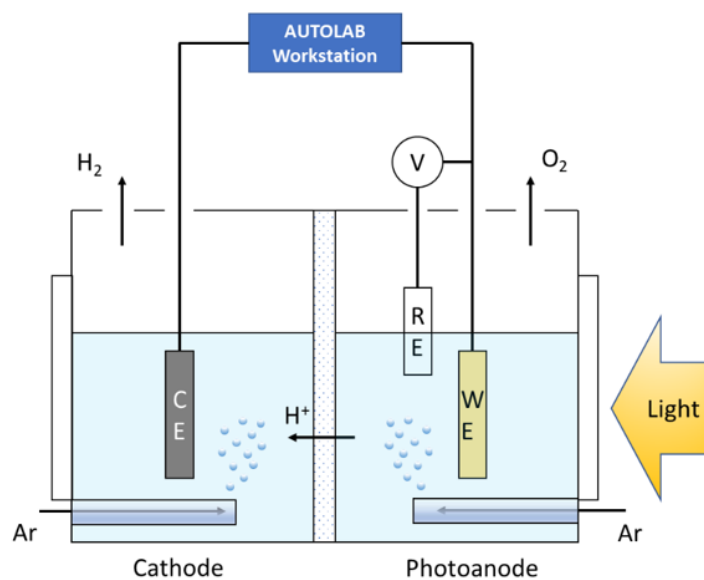 AUTOLAB
Workstation
H2
V
O2
R
E
C
E
W
E
H+
Light
Ar
Ar
Cathode
Photoanode